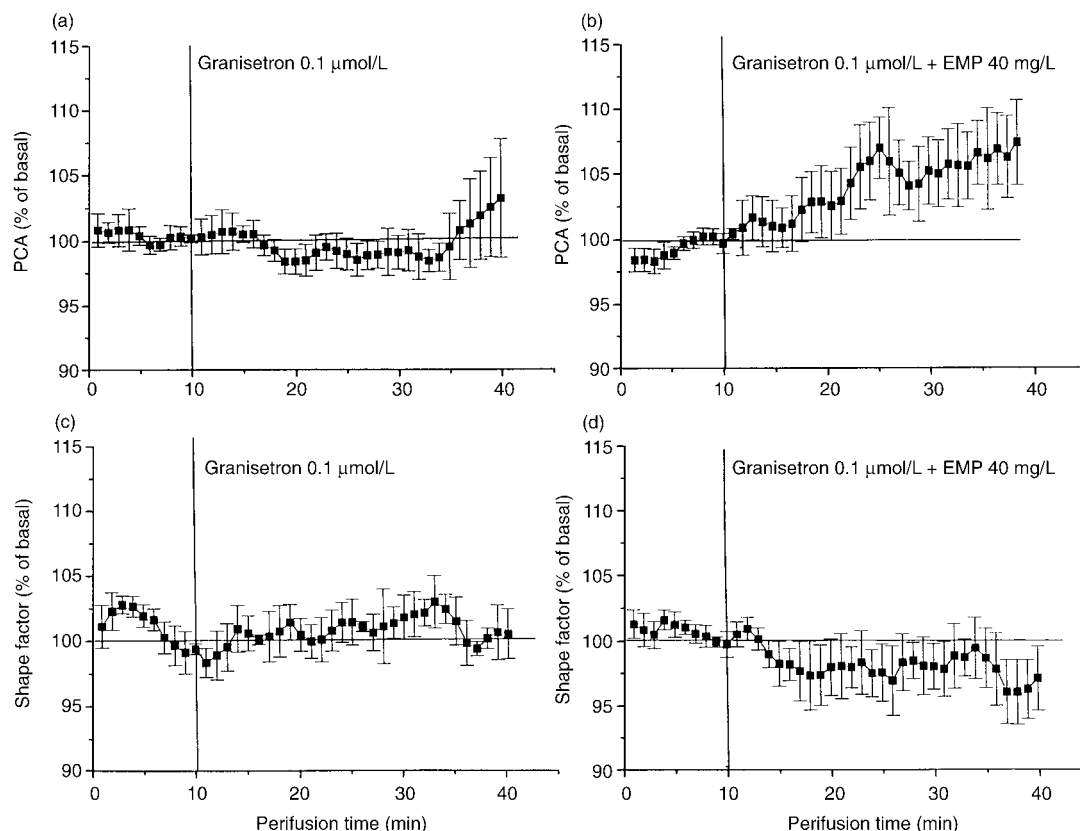 (a)
115
110
105
100
95
90
PCA (% of basal)
Granisetron 0.1 µmol/L
0 10 20 30 40
(b)
115
110
105
100
95
90
PCA (% of basal)
Granisetron 0.1 µmol/L + EMP 40 mg/L
0 10 20 30 40
(c)
115
110
105
100
95
90
Shape factor (% of basal)
Granisetron 0.1 µmol/L
0 10 20 30 40
Perifusion time (min)
(d)
115
110
105
100
95
90
Shape factor (% of basal)
Granisetron 0.1 µmol/L + EMP 40 mg/L
0 10 20 30 40
Perifusion time (min)